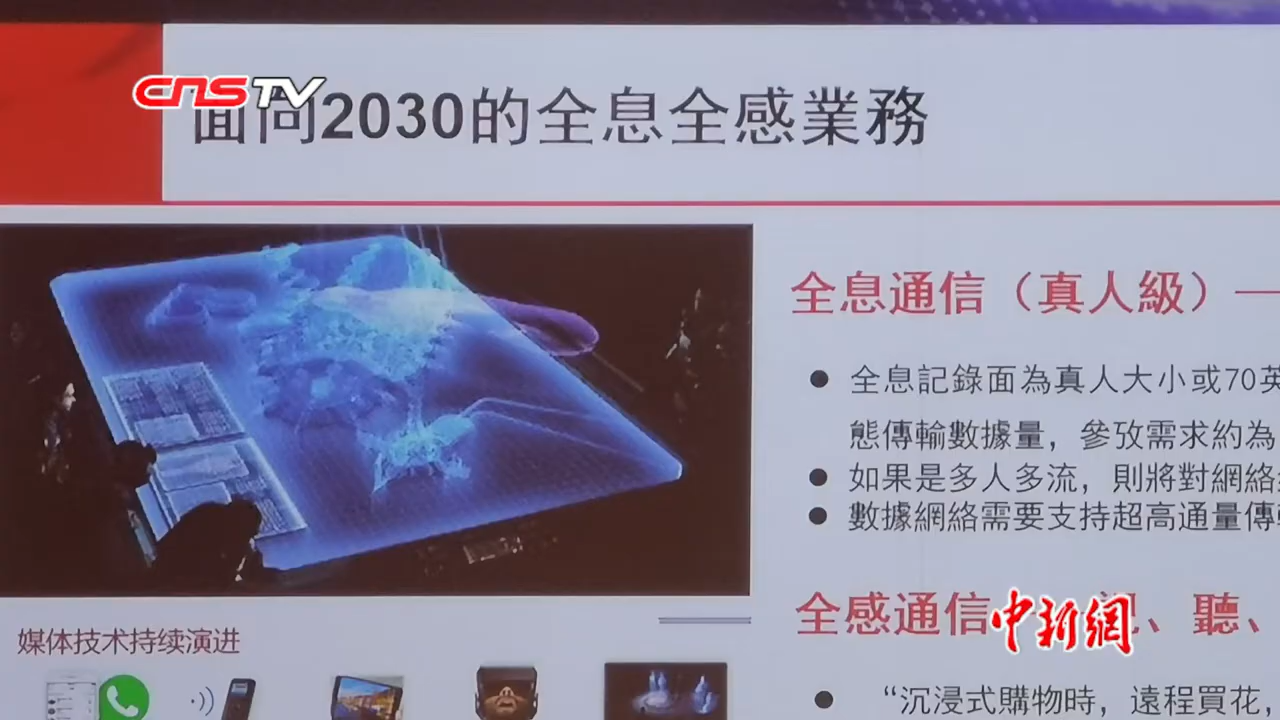 CNSTV
面向2030的全息全感業務
全息通信（真人級）—
全息記錄面為真人大小或70英
態傳輸數據量，參攷需求約為
如果是多人多流，則將對網絡
數據網絡需要支持超高通量傳
全感通信
視、聽、
中新網
媒体技术持续演进
“沉浸式購物時，遠程買花，